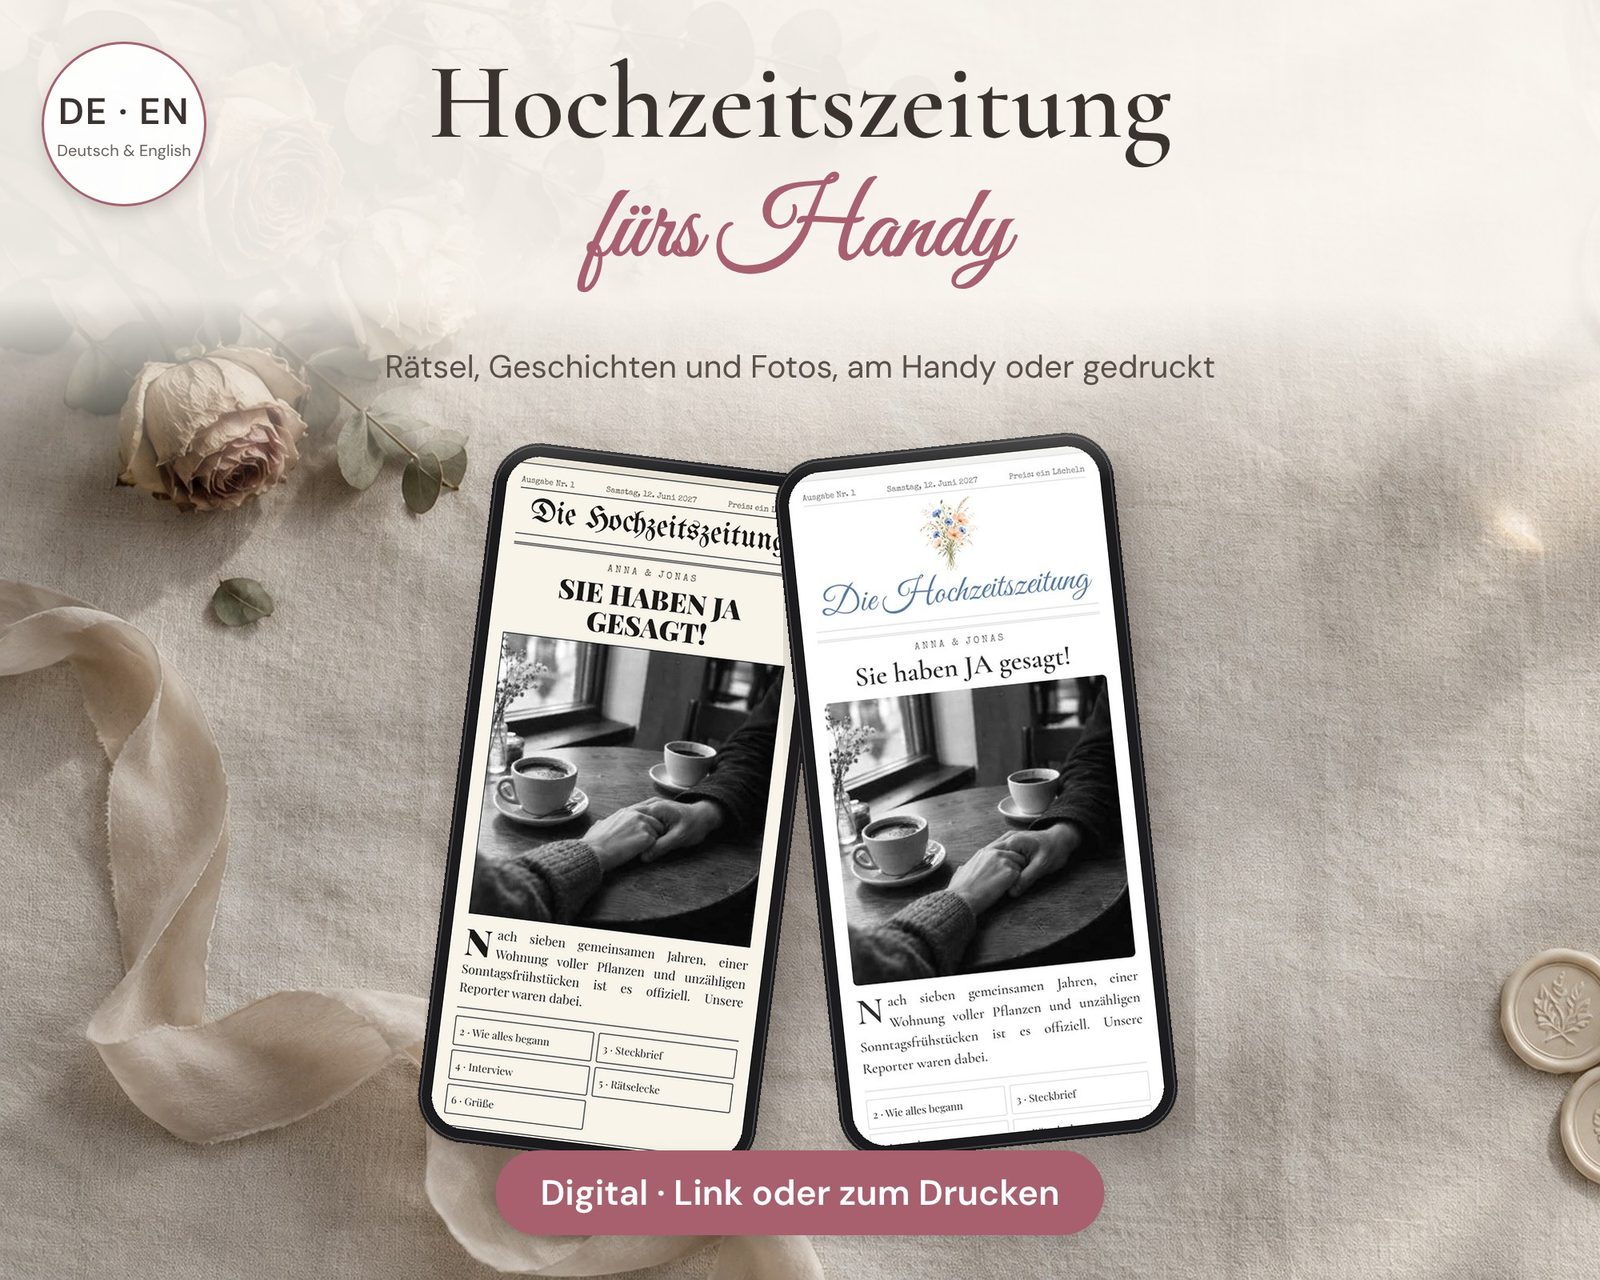 DE · EN
Deutsch & English
Hochzeitszeitung
fürs Handy
Rätsel, Geschichten und Fotos, am Handy oder gedruckt
Ausgabe Nr. 1 Samstag, 12. Juni 2027 Preis: ein
Die Hochzeitszeitung
ANNA & JONAS
SIE HABEN JA
GESAGT!
Nach sieben gemeinsamen Jahren, einer
Wohnung voller Pflanzen und unzähligen
Sonntagsfrühstücken ist es offiziell. Unsere
Reporter waren dabei.
2 · Wie alles begann
3 · Steckbrief
4 · Interview
5 · Rätselecke
6 · Grüße
Ausgabe Nr. 1 Samstag, 12. Juni 2027 Preis: ein Lächeln
Die Hochzeitszeitung
ANNA & JONAS
Sie haben JA gesagt!
Nach sieben gemeinsamen Jahren, einer
Wohnung voller Pflanzen und unzähligen
Sonntagsfrühstücken ist es offiziell. Unsere
Reporter waren dabei.
2 · Wie alles begann
3 · Steckbrief
Digital · Link oder zum Drucken